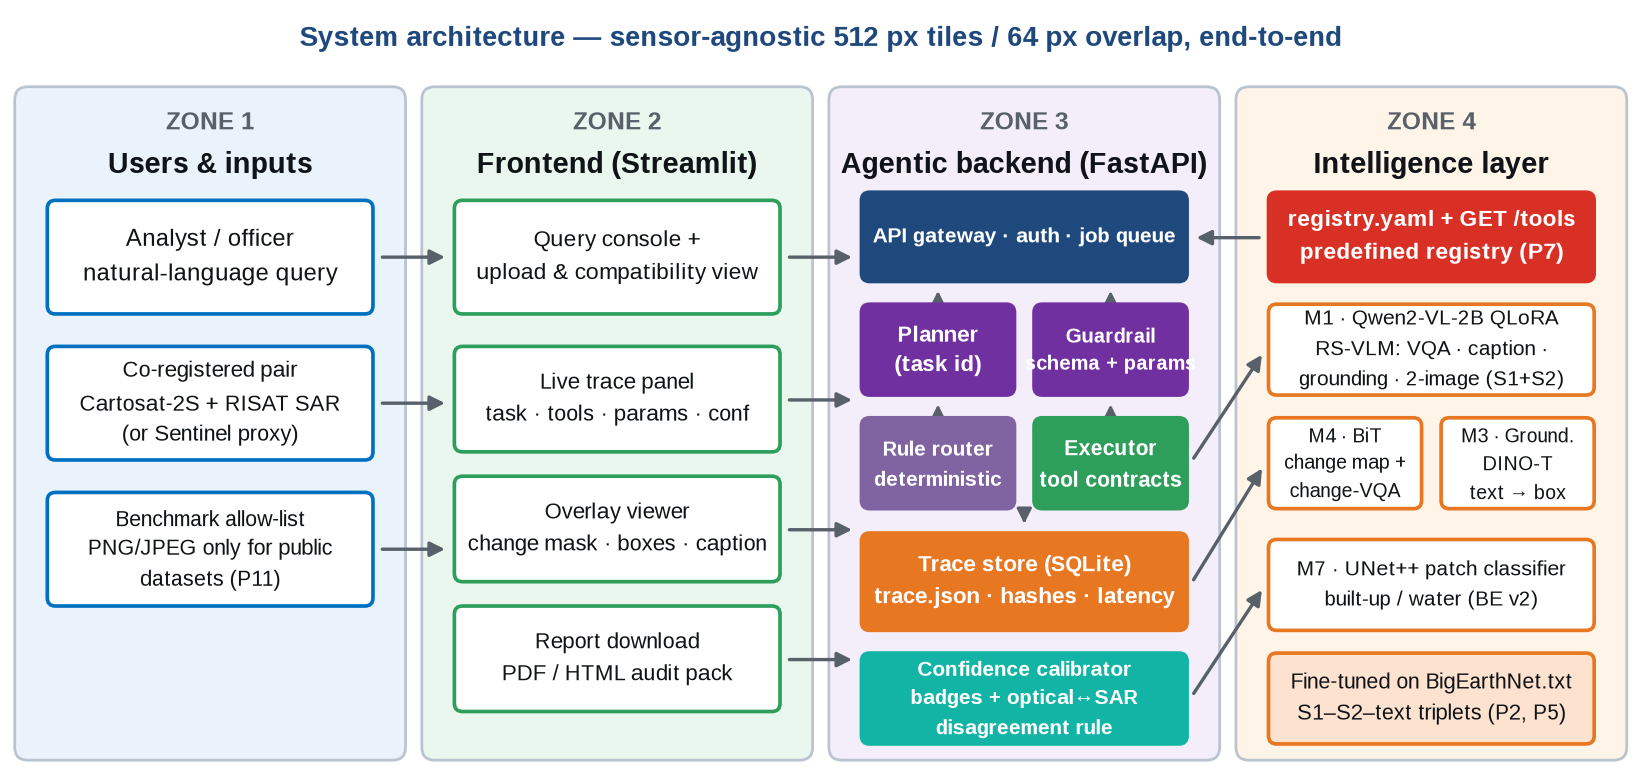 System architecture — sensor-agnostic 512 px tiles / 64 px overlap, end-to-end
ZONE 1
Users & inputs
Analyst / officer
natural-language query
Co-registered pair
Cartosat-2S + RISAT SAR
(or Sentinel proxy)
Benchmark allow-list
PNG/JPEG only for public
datasets (P11)
ZONE 2
Frontend (Streamlit)
Query console +
upload & compatibility view
Live trace panel
task · tools · params · conf
Overlay viewer
change mask · boxes · caption
Report download
PDF / HTML audit pack
ZONE 3
Agentic backend (FastAPI)
API gateway · auth · job queue
Planner
(task id)
Guardrail
schema + params
Rule router
deterministic
Executor
tool contracts
Trace store (SQLite)
trace.json · hashes · latency
Confidence calibrator
badges + optical↔SAR
disagreement rule
ZONE 4
Intelligence layer
registry.yaml + GET /tools
predefined registry (P7)
M1 · Qwen2-VL-2B QLoRA
RS-VLM: VQA · caption ·
grounding · 2-image (S1+S2)
M4 · BiT
change map +
change-VQA
M3 · Ground.
DINO-T
text → box
M7 · UNet++ patch classifier
built-up / water (BE v2)
Fine-tuned on BigEarthNet.txt
S1–S2–text triplets (P2, P5)